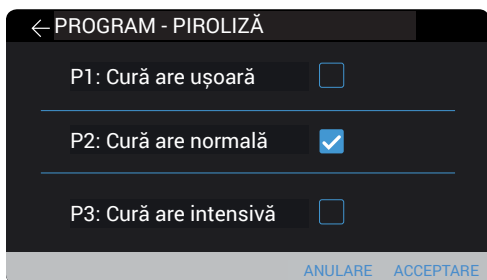 PROGRAM - PIROLIZĂ
P1: Cură are ușoară
P2: Cură are normală
P3: Cură are intensivă
ANULARE ACCEPTARE